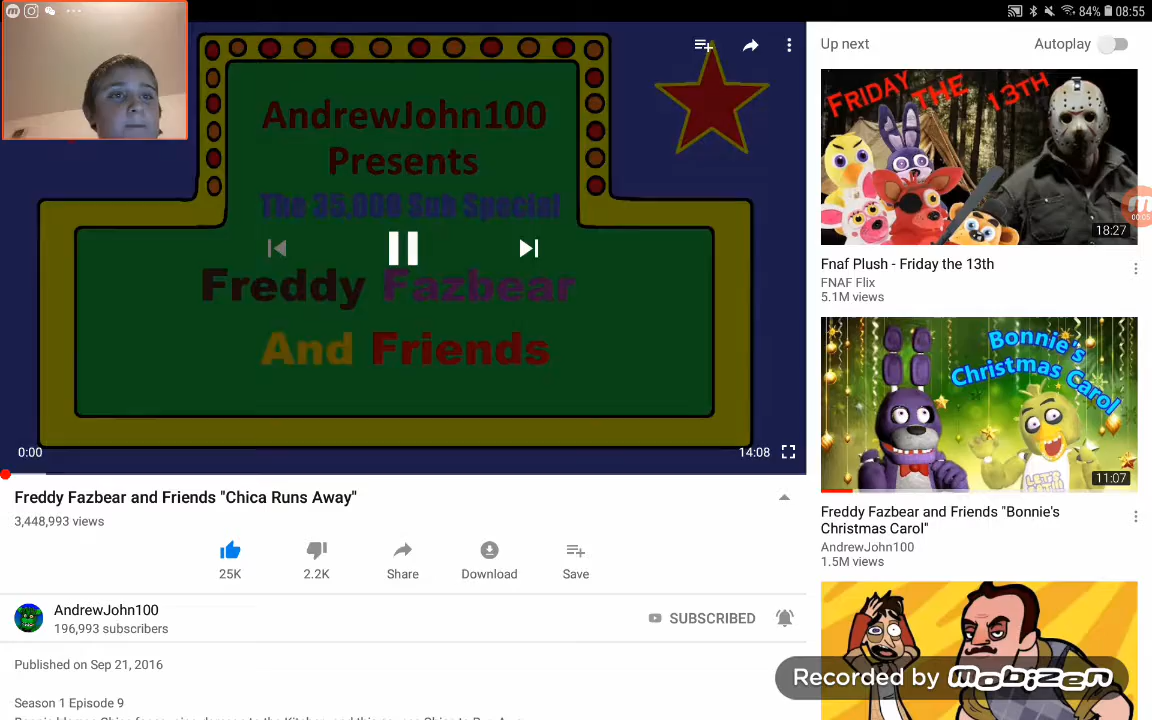 84% 08:55
AndrewJohn100
Presents
The 35.000 Sub Special
Freddy Fazbear
And Friends
0:00
14:08
Freddy Fazbear and Friends "Chica Runs Away"
3,448,993 views
25K
2.2K
Share
Download
Save
AndrewJohn100
196,993 subscribers
SUBSCRIBED
Published on Sep 21, 2016
Season 1 Episode 9
Up next
Autoplay
FRIDAY THE 13TH
18:27
00:05
Fnaf Plush - Friday the 13th
FNAF Flix
5.1M views
Bonnie's
Christmas Carol
LET'S
11:07
Freddy Fazbear and Friends "Bonnie's
Christmas Carol"
AndrewJohn100
1.5M views
Recorded by mobizen